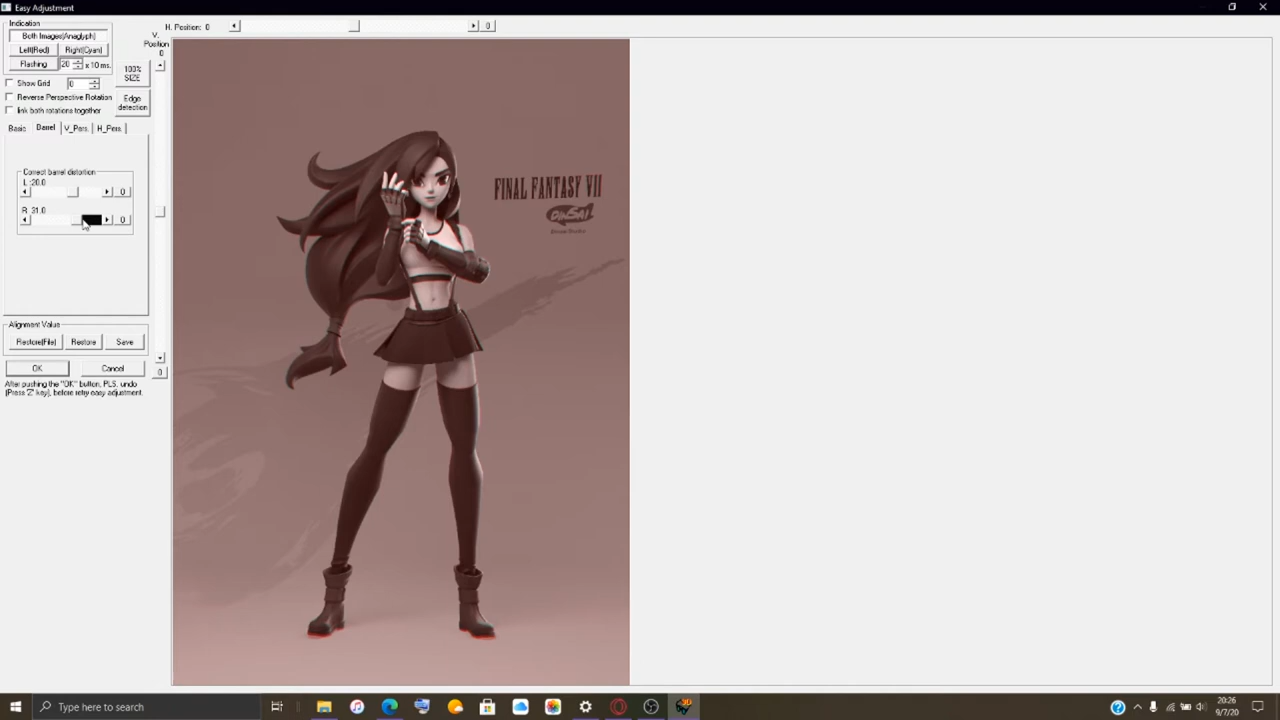 Easy Adjustment
Indication
Both Images(Anaglyph)
Left(Red) Right(Cyan)
Flashing 20 x 10 ms.
Show Grid 0
Reverse Perspective Rotation
link both rotations together
V. Position 0
100% SIZE
Edge detection
H. Position: 0
0
Basic Barrel V_Pers. H_Pers.
Correct barrel distortion
L :20.0
0
R :31.0
0
Alignment Value
Restore(File) Restore Save
OK Cancel
0
After pushing the "OK" button, PLS. undo
(Press 'Z' key), before retry easy adjustment.
FINAL FANTASY VII
Type here to search
20:26
9/7/20